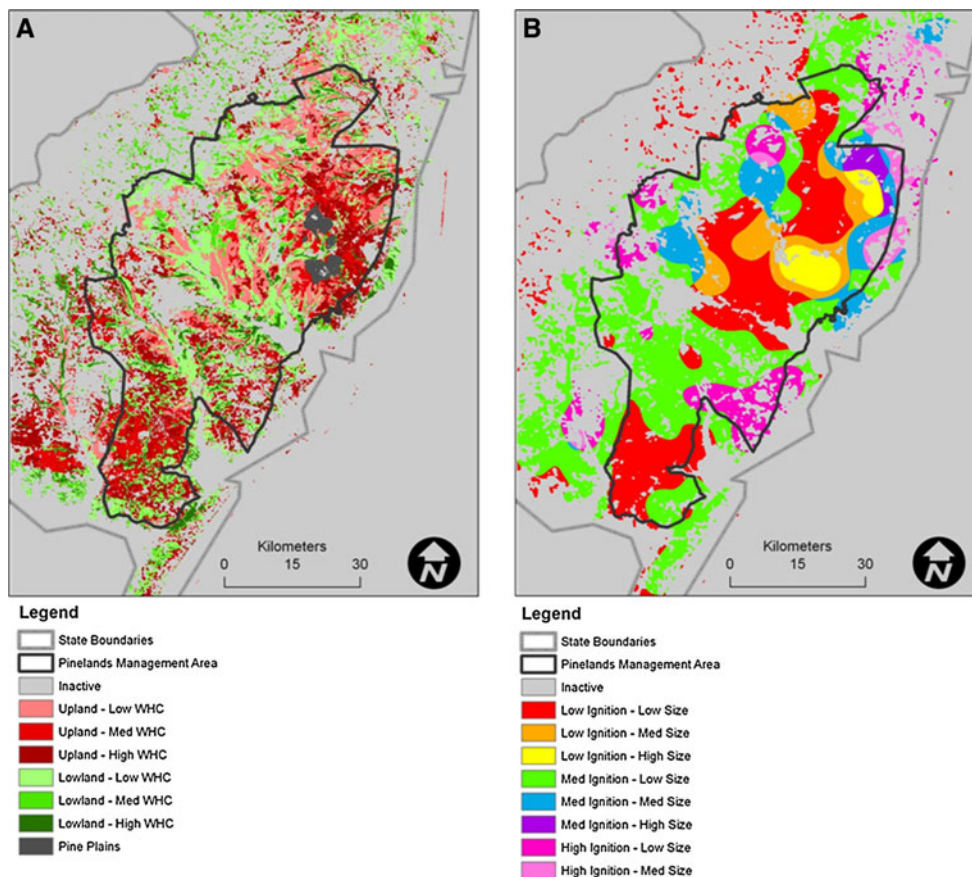 A
Kilometers
0 15 30
N
Legend
State Boundaries
Pinelands Management Area
Inactive
Upland - Low WHC
Upland - Med WHC
Upland - High WHC
Lowland - Low WHC
Lowland - Med WHC
Lowland - High WHC
Pine Plains
B
Kilometers
0 15 30
N
Legend
State Boundaries
Pinelands Management Area
Inactive
Low Ignition - Low Size
Low Ignition - Med Size
Low Ignition - High Size
Med Ignition - Low Size
Med Ignition - Med Size
Med Ignition - High Size
High Ignition - Low Size
High Ignition - Med Size